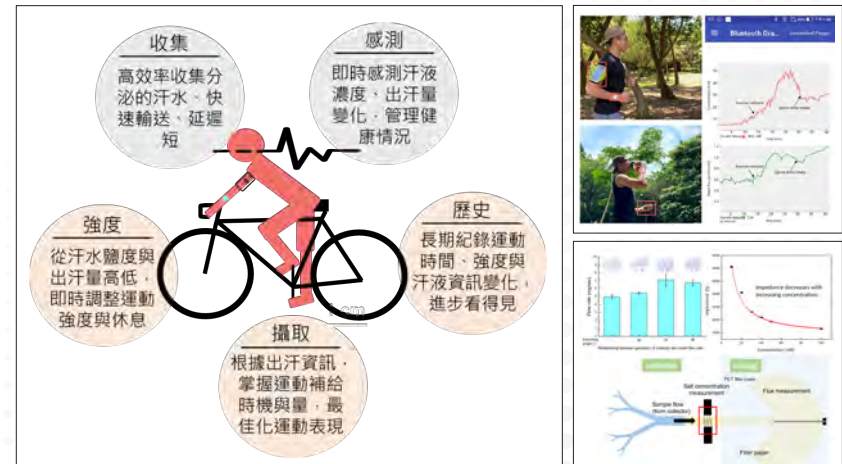 收集
高效率收集分
泌的汗水、快
速輸送、延遲
短
感測
即時感測汗液
濃度、出汗量
變化，管理健
康情況
強度
從汗水鹽度與
出汗量高低，
即時調整運動
強度與休息
歷史
長期紀錄運動
時間、強度與
汗液資訊變化，
進步看得見
攝取
根據出汗資訊，
掌握運動補給
時機與量，最
佳化運動表現
Bluetooth Gra...
Impedance decreases with
increasing concentration
Salt concentration
measurement
Flux measurement
Sample flow
(from collector)
Filter paper